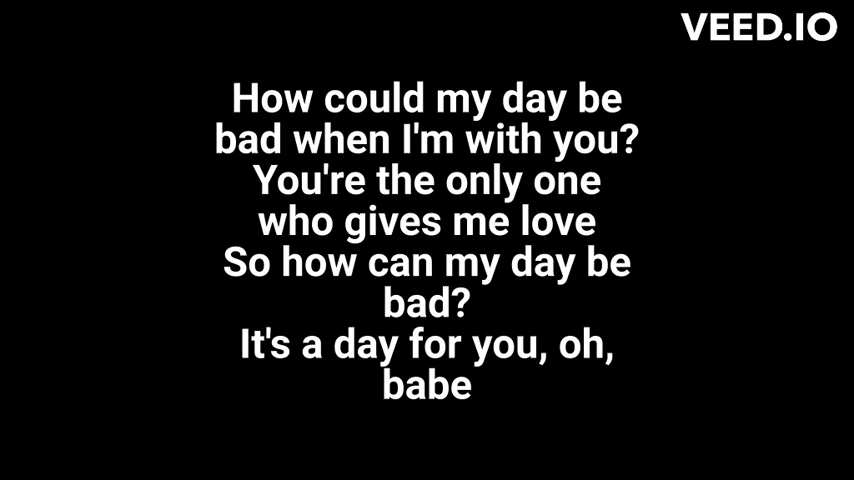 VEED.IO
How could my day be
bad when I'm with you?
You're the only one
who gives me love
So how can my day be
bad?
It's a day for you, oh,
babe